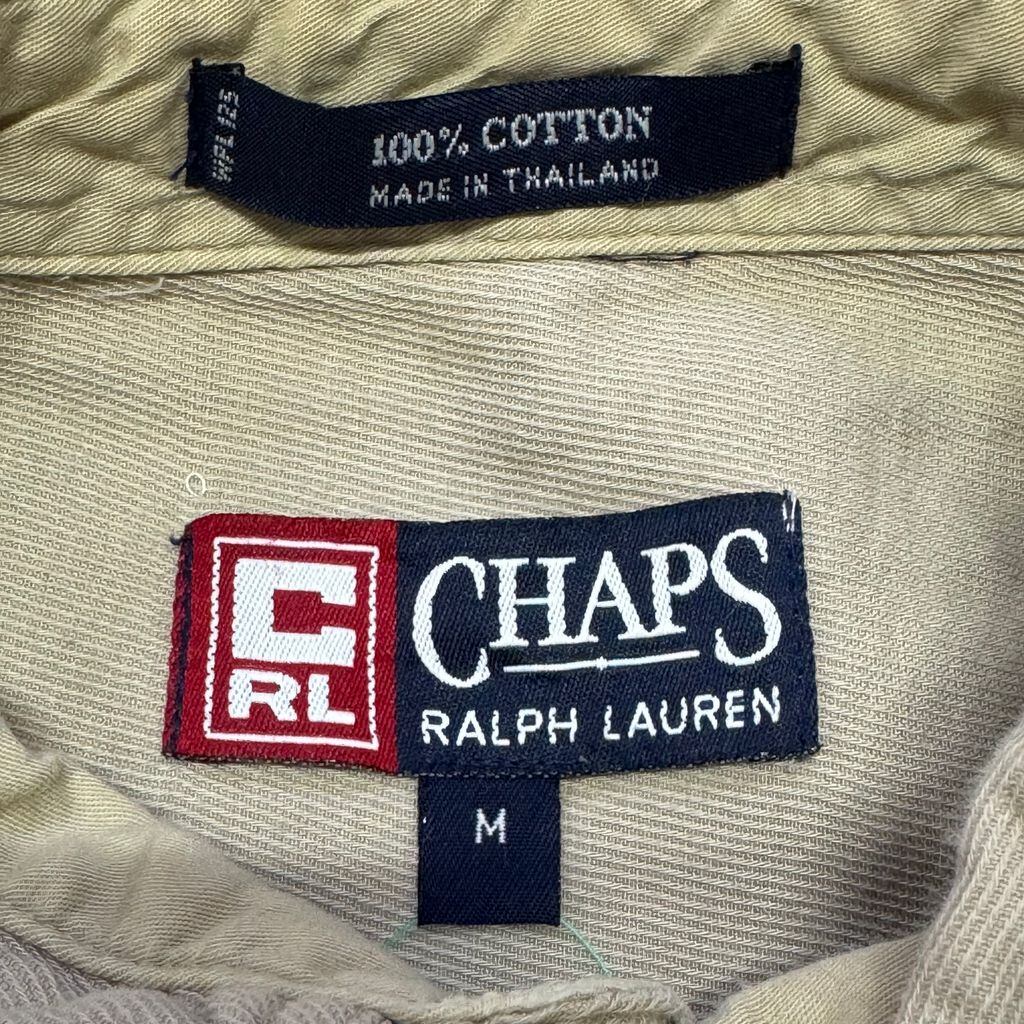 100% COTTON
MADE IN THAILAND
C
RL
CHAPS
RALPH LAUREN
M